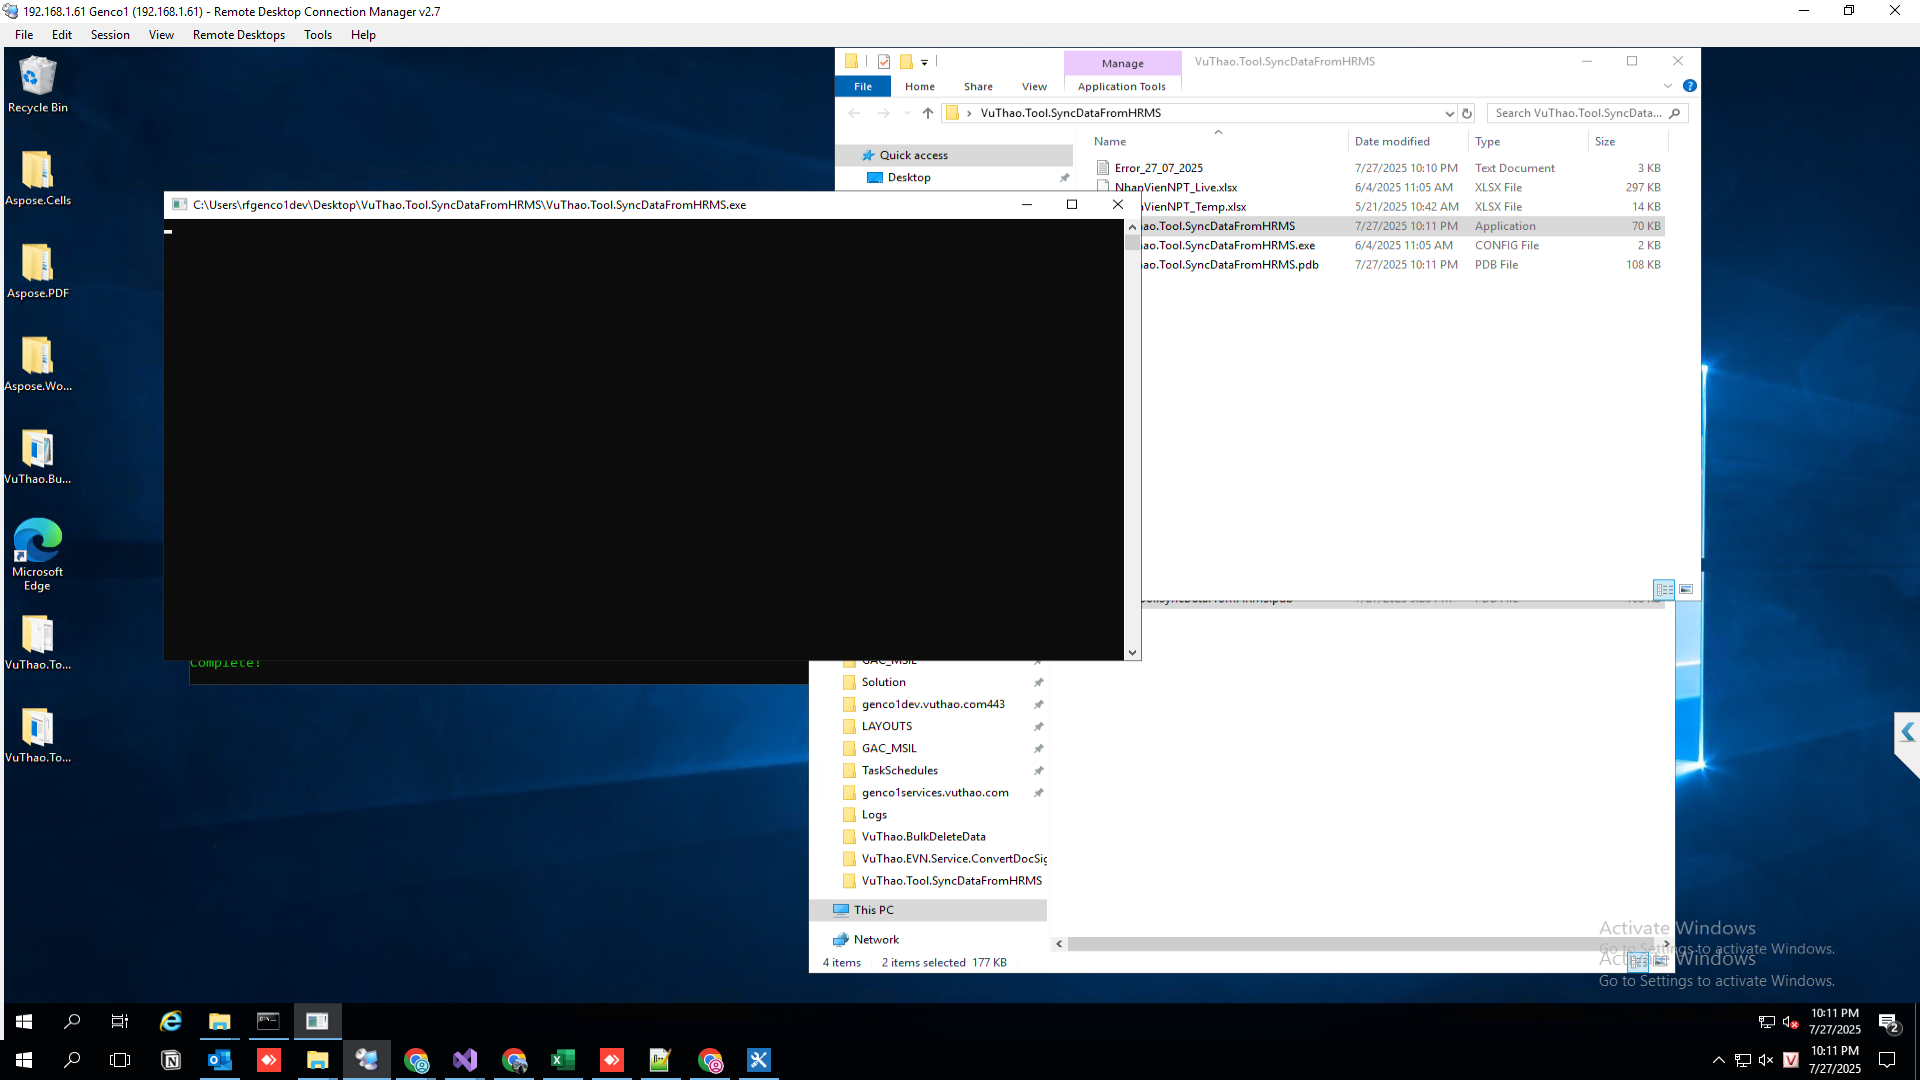 192.168.1.61 Genco1 (192.168.1.61) - Remote Desktop Connection Manager v2.7
File Edit Session View Remote Desktops Tools Help
Recycle Bin
Aspose.Cells
Aspose.PDF
Aspose.Wo...
VuThao.Bu...
Microsoft
Edge
VuThao.To...
VuThao.To...
Manage
VuThao.Tool.SyncDataFromHRMS
File Home Share View Application Tools
VuThao.Tool.SyncDataFromHRMS
Search VuThao.Tool.SyncData...
Quick access
Desktop
Name Date modified Type Size
Error_27_07_2025 7/27/2025 10:10 PM Text Document 3 KB
NhanVienNPT_Live.xlsx 6/4/2025 11:05 AM XLSX File 297 KB
nVienNPT_Temp.xlsx 5/21/2025 10:42 AM XLSX File 14 KB
ao.Tool.SyncDataFromHRMS 7/27/2025 10:11 PM Application 70 KB
ao.Tool.SyncDataFromHRMS.exe 6/4/2025 11:05 AM CONFIG File 2 KB
ao.Tool.SyncDataFromHRMS.pdb 7/27/2025 10:11 PM PDB File 108 KB
C:\Users\rfgenco1dev\Desktop\VuThao.Tool.SyncDataFromHRMS\VuThao.Tool.SyncDataFromHRMS.exe
Complete!
GAC_MSIL
Solution
genco1dev.vuthao.com443
LAYOUTS
GAC_MSIL
TaskSchedules
genco1services.vuthao.com
Logs
VuThao.BulkDeleteData
VuThao.EVN.Service.ConvertDocSig
VuThao.Tool.SyncDataFromHRMS
This PC
Network
4 items 2 items selected 177 KB
Activate Windows
Go to Settings to activate Windows.
Activate Windows
Go to Settings to activate Windows.
10:11 PM
7/27/2025
2
10:11 PM
7/27/2025